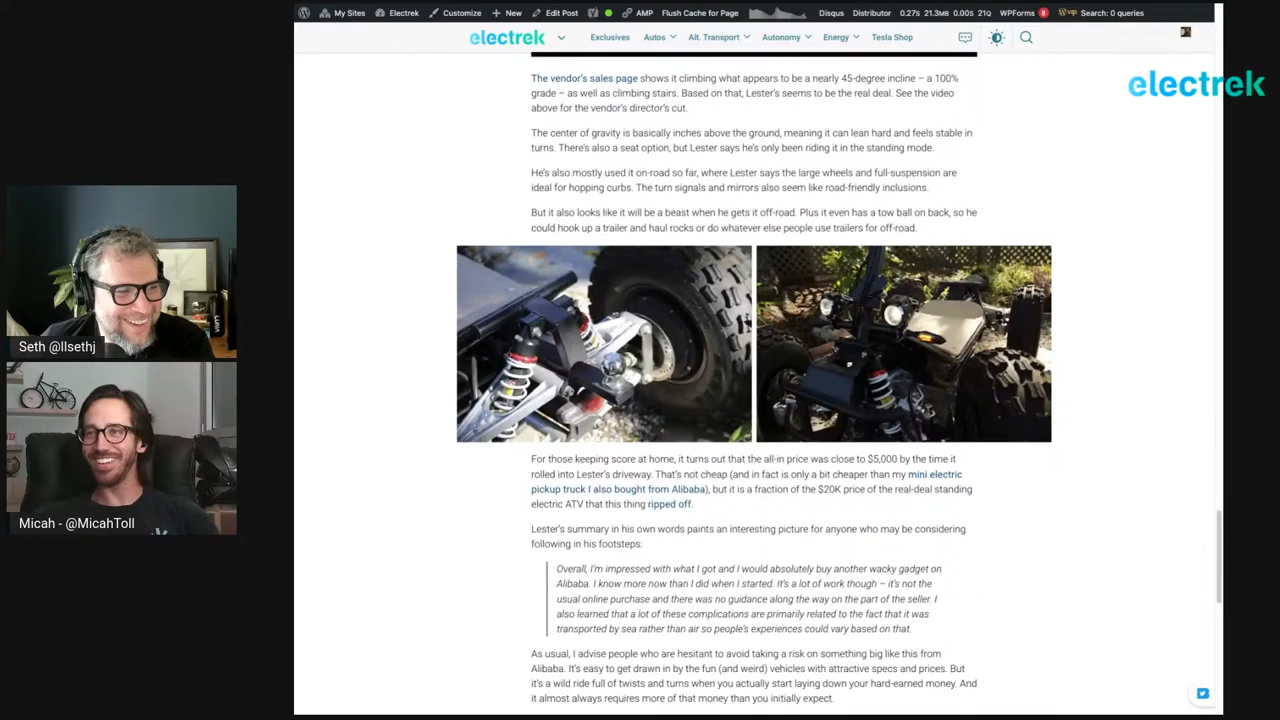 My Sites Electrek Customize New Edit Post AMP Flush Cache for Page Disqus Distributor 0.27s 21.3MB 0.00s 21Q WPForms 8 VIP Search: 0 queries
electrek Exclusives Autos Alt. Transport Autonomy Energy Tesla Shop
electrek
The vendor's sales page shows it climbing what appears to be a nearly 45-degree incline – a 100%
grade – as well as climbing stairs. Based on that, Lester's seems to be the real deal. See the video
above for the vendor's director's cut.
The center of gravity is basically inches above the ground, meaning it can lean hard and feels stable in
turns. There's also a seat option, but Lester says he's only been riding it in the standing mode.
He's also mostly used it on-road so far, where Lester says the large wheels and full-suspension are
ideal for hopping curbs. The turn signals and mirrors also seem like road-friendly inclusions.
But it also looks like it will be a beast when he gets it off-road. Plus it even has a tow ball on back, so he
could hook up a trailer and haul rocks or do whatever else people use trailers for off-road.
Seth @llsethj
Micah - @MicahToll
For those keeping score at home, it turns out that the all-in price was close to $5,000 by the time it
rolled into Lester's driveway. That's not cheap (and in fact is only a bit cheaper than my mini electric
pickup truck I also bought from Alibaba), but it is a fraction of the $20K price of the real-deal standing
electric ATV that this thing ripped off.
Lester's summary in his own words paints an interesting picture for anyone who may be considering
following in his footsteps:
Overall, I'm impressed with what I got and I would absolutely buy another wacky gadget on
Alibaba. I know more now than I did when I started. It's a lot of work though – it's not the
usual online purchase and there was no guidance along the way on the part of the seller. I
also learned that a lot of these complications are primarily related to the fact that it was
transported by sea rather than air so people's experiences could vary based on that.
As usual, I advise people who are hesitant to avoid taking a risk on something big like this from
Alibaba. It's easy to get drawn in by the fun (and weird) vehicles with attractive specs and prices. But
it's a wild ride full of twists and turns when you actually start laying down your hard-earned money. And
it almost always requires more of that money than you initially expect.